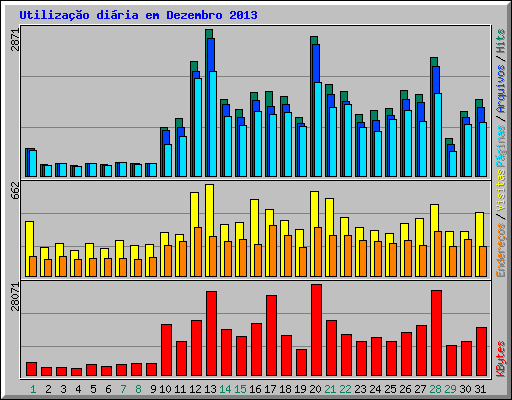 Utilização diária em Dezembro 2013
2871
Páginas / Arquivos / Hits
662
Endereços / Visitas
28071
KBytes
1 2 3 4 5 6 7 8 9 10 11 12 13 14 15 16 17 18 19 20 21 22 23 24 25 26 27 28 29 30 31